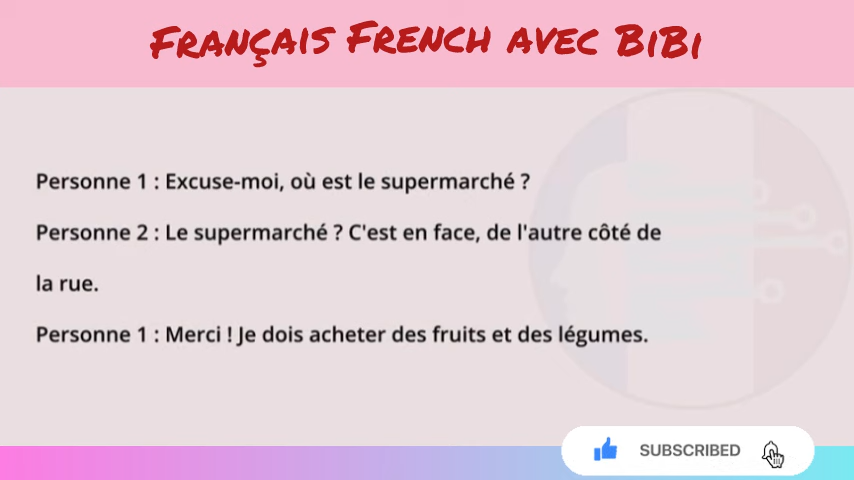 Français French avec BiBi
Personne 1 : Excuse-moi, où est le supermarché ?
Personne 2 : Le supermarché ? C'est en face, de l'autre côté de
la rue.
Personne 1 : Merci ! Je dois acheter des fruits et des légumes.
SUBSCRIBED